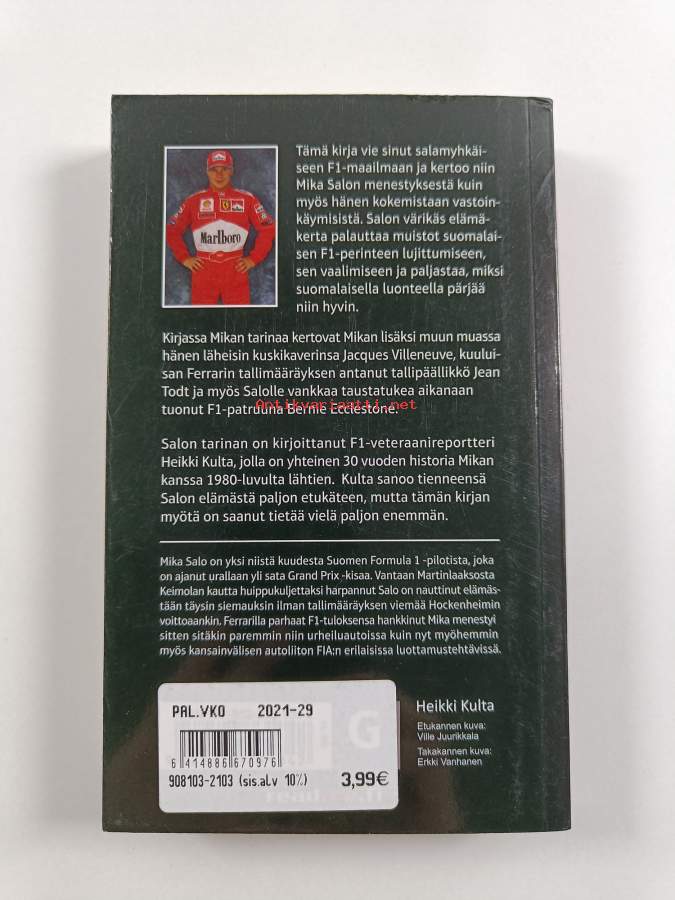 Tämä kirja vie sinut salamyhkäi-
seen F1-maailmaan ja kertoo niin
Mika Salon menestyksestä kuin
myös hänen kokemistaan vastoin-
käymisistä. Salon värikäs elämä-
kerta palauttaa muistot suomalai-
sen F1-perinteen lujittumiseen,
sen vaalimiseen ja paljastaa, miksi
suomalaisella luonteella pärjää
niin hyvin.
Marlboro
Kirjassa Mikan tarinaa kertovat Mikan lisäksi muun muassa
hänen läheisin kuskikaverinsa Jacques Villeneuve, kuului-
san Ferrarin tallimääräyksen antanut tallipäällikkö Jean
Todt ja myös Salolle vankkaa taustatukea aikanaan
tuonut F1-patruuna Bernie Ecclestone.
Antikvariaatti.net
Salon tarinan on kirjoittanut F1-veteraanireportteri
Heikki Kulta, jolla on yhteinen 30 vuoden historia Mikan
kanssa 1980-luvulta lähtien. Kulta sanoo tienneensä
Salon elämästä paljon etukäteen, mutta tämän kirjan
myötä on saanut tietää vielä paljon enemmän.
Mika Salo on yksi niistä kuudesta Suomen Formula 1 -pilotista, joka
on ajanut urallaan yli sata Grand Prix -kisaa. Vantaan Martinlaaksosta
Keimolan kautta huippukuljettaksi harpannut Salo on nauttinut elämäs-
tään täysin siemauksin ilman tallimääräyksen viemää Hockenheimin
voittoaankin. Ferrarilla parhaat F1-tuloksensa hankkinut Mika menestyi
sitten sitäkin paremmin niin urheiluautoissa kuin nyt myöhemmin
myös kansainvälisen autoliiton FIA:n erilaisissa luottamustehtävissä.
Heikki Kulta
Etukannen kuva:
Ville Juurikkala
Takakannen kuva:
Erkki Vanhanen
PAL.VKO 2021-29
G
6 414886 670976
908103-2103 (sis.alv 10%) 3,99€